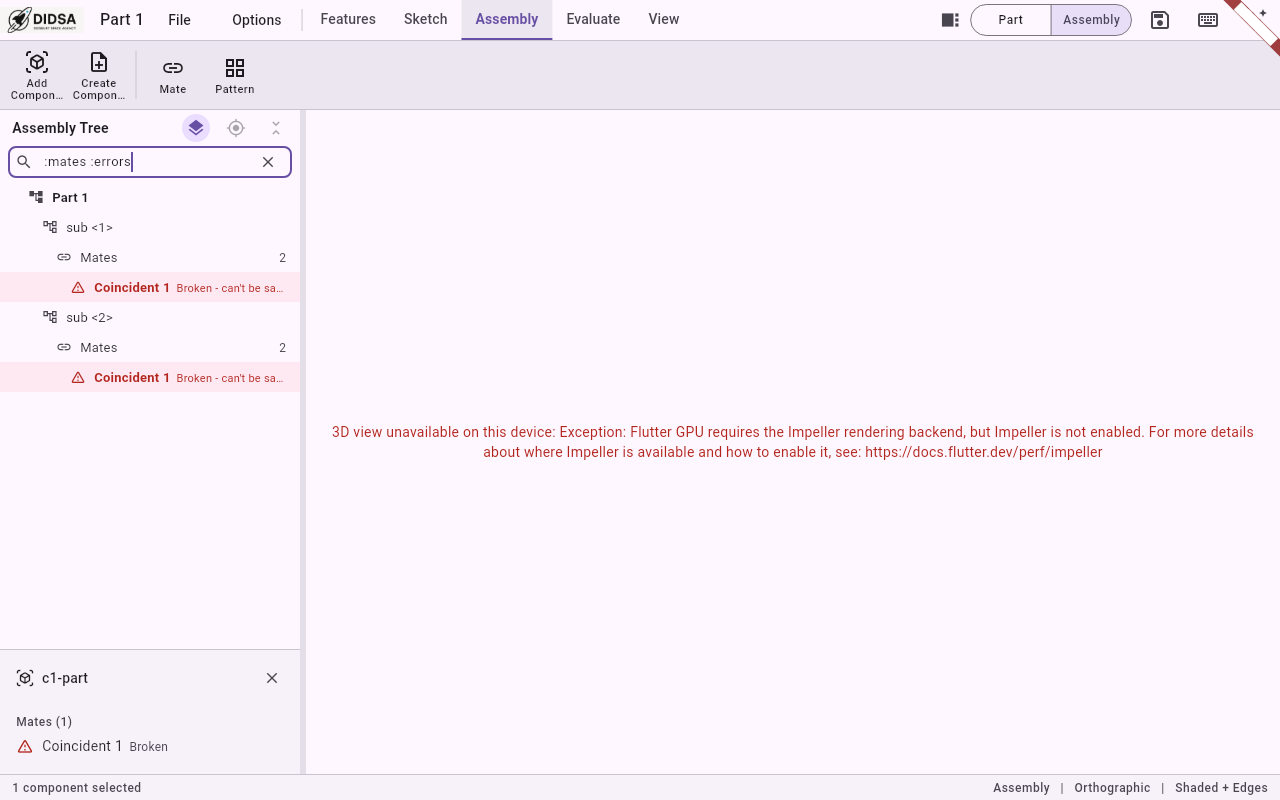 DIDSA
Part 1
File
Options
Features
Sketch
Assembly
Evaluate
View
Part
Assembly
Add
Compon...
Create
Compon...
Mate
Pattern
Assembly Tree
:mates :errors
Part 1
sub <1>
Mates 2
Coincident 1 Broken - can't be sa...
sub <2>
Mates 2
Coincident 1 Broken - can't be sa...
3D view unavailable on this device: Exception: Flutter GPU requires the Impeller rendering backend, but Impeller is not enabled. For more details
about where Impeller is available and how to enable it, see: https://docs.flutter.dev/perf/impeller
c1-part
Mates (1)
Coincident 1 Broken
1 component selected
Assembly | Orthographic | Shaded + Edges